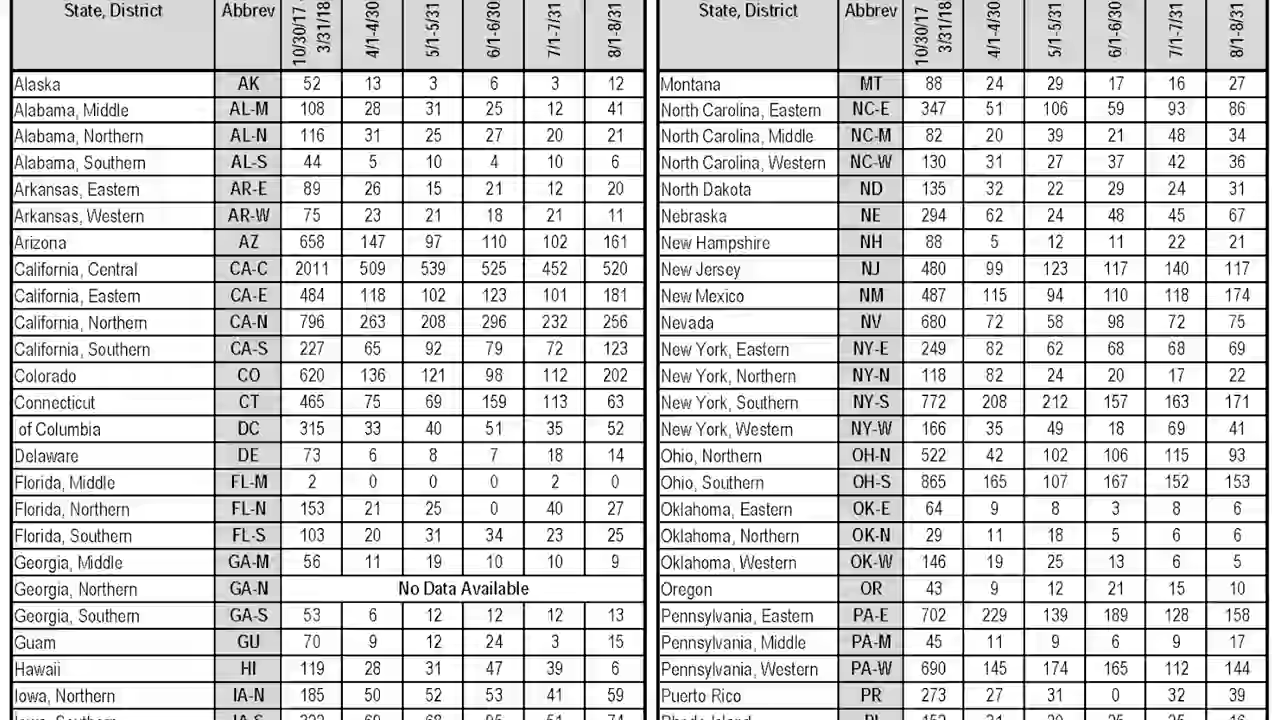 State, District Abbrev 10/30/17 - 3/31/18 4/1-4/30 5/1-5/31 6/1-6/30 7/1-7/31 8/1-8/31
Alaska AK 52 13 3 6 3 12
Alabama, Middle AL-M 108 28 31 25 12 41
Alabama, Northern AL-N 116 31 25 27 20 21
Alabama, Southern AL-S 44 5 10 4 10 6
Arkansas, Eastern AR-E 89 26 15 21 12 20
Arkansas, Western AR-W 75 23 21 18 21 11
Arizona AZ 658 147 97 110 102 161
California, Central CA-C 2011 509 539 525 452 520
California, Eastern CA-E 484 118 102 123 101 181
California, Northern CA-N 796 263 208 296 232 256
California, Southern CA-S 227 65 92 79 72 123
Colorado CO 620 136 121 98 112 202
Connecticut CT 465 75 69 159 113 63
of Columbia DC 315 33 40 51 35 52
Delaware DE 73 6 8 7 18 14
Florida, Middle FL-M 2 0 0 0 2 0
Florida, Northern FL-N 153 21 25 0 40 27
Florida, Southern FL-S 103 20 31 34 23 25
Georgia, Middle GA-M 56 11 19 10 10 9
Georgia, Northern GA-N No Data Available
Georgia, Southern GA-S 53 6 12 12 12 13
Guam GU 70 9 12 24 3 15
Hawaii HI 119 28 31 47 39 6
Iowa, Northern IA-N 185 50 52 53 41 59
State, District Abbrev 10/30/17 3/31/18 4/1-4/30 5/1-5/31 6/1-6/30 7/1-7/31 8/1-8/31
Montana MT 88 24 29 17 16 27
North Carolina, Eastern NC-E 347 51 106 59 93 86
North Carolina, Middle NC-M 82 20 39 21 48 34
North Carolina, Western NC-W 130 31 27 37 42 36
North Dakota ND 135 32 22 29 24 31
Nebraska NE 294 62 24 48 45 67
New Hampshire NH 88 5 12 11 22 21
New Jersey NJ 480 99 123 117 140 117
New Mexico NM 487 115 94 110 118 174
Nevada NV 680 72 58 98 72 75
New York, Eastern NY-E 249 82 62 68 68 69
New York, Northern NY-N 118 82 24 20 17 22
New York, Southern NY-S 772 208 212 157 163 171
New York, Western NY-W 166 35 49 18 69 41
Ohio, Northern OH-N 522 42 102 106 115 93
Ohio, Southern OH-S 865 165 107 167 152 153
Oklahoma, Eastern OK-E 64 9 8 3 8 6
Oklahoma, Northern OK-N 29 11 18 5 6 6
Oklahoma, Western OK-W 146 19 25 13 6 5
Oregon OR 43 9 12 21 15 10
Pennsylvania, Eastern PA-E 702 229 139 189 128 158
Pennsylvania, Middle PA-M 45 11 9 6 9 17
Pennsylvania, Western PA-W 690 145 174 165 112 144
Puerto Rico PR 273 27 31 0 32 39